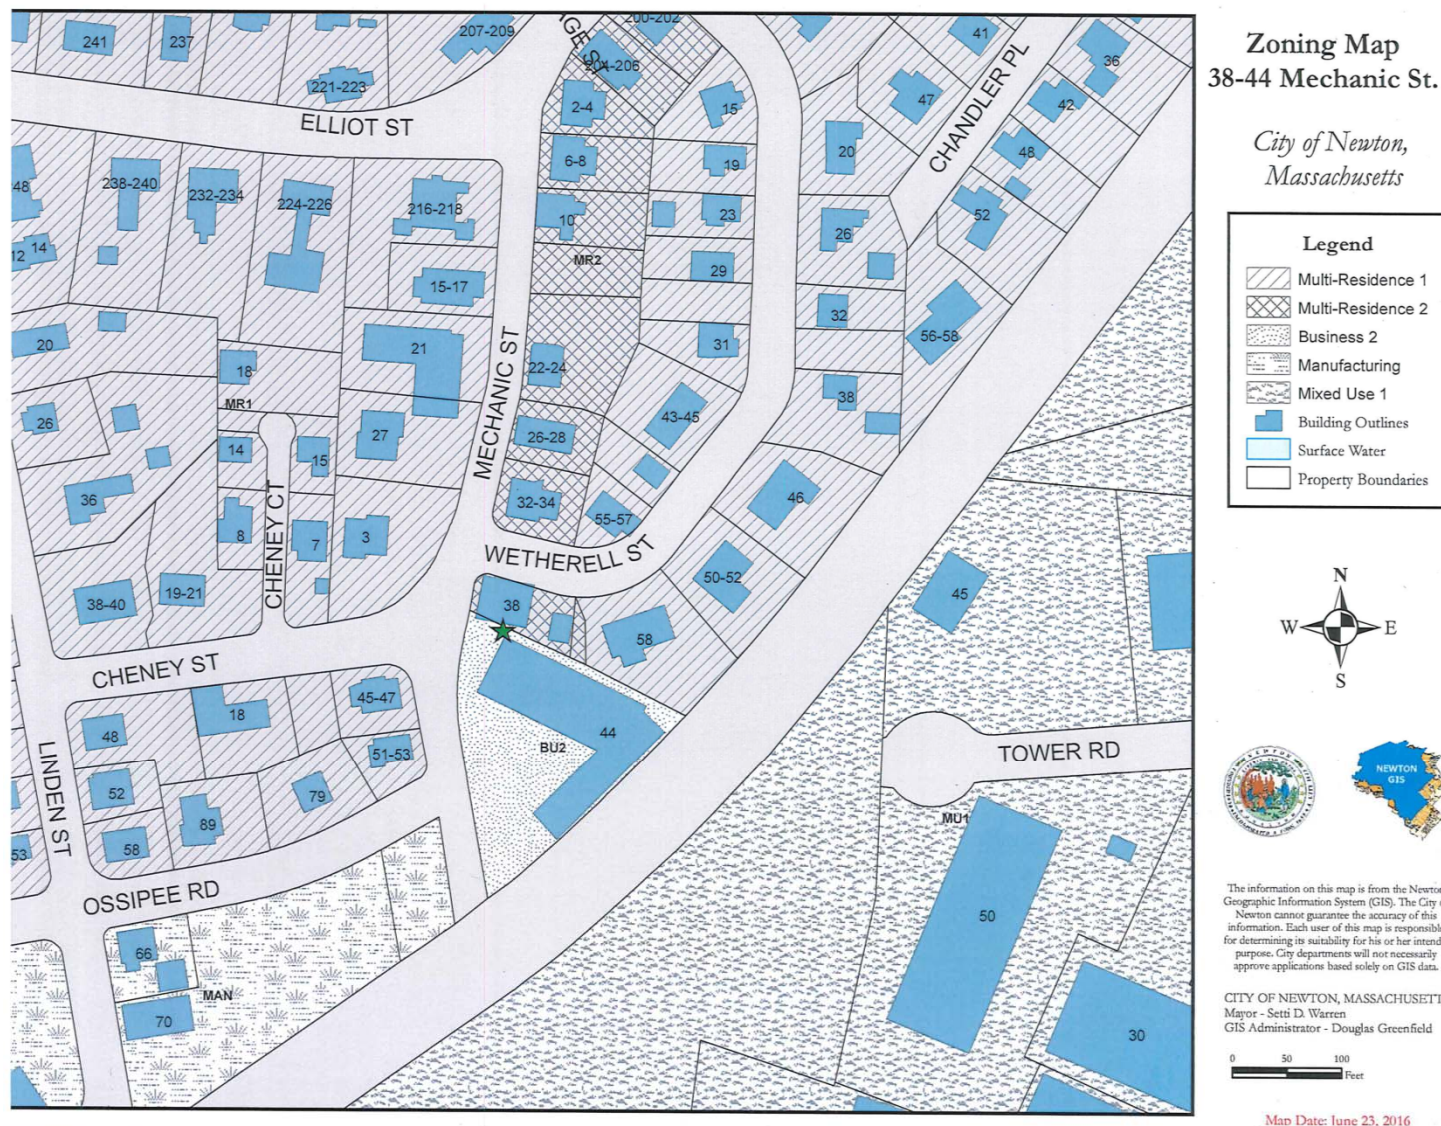 Zoning Map
38-44 Mechanic St.
City of Newton,
Massachusetts
Legend
Multi-Residence 1
Multi-Residence 2
Business 2
Manufacturing
Mixed Use 1
Building Outlines
Surface Water
Property Boundaries
N
W E
S
NEWTON
GIS
The information on this map is from the Newton
Geographic Information System (GIS). The City
Newton cannot guarantee the accuracy of this
information. Each user of this map is responsible
for determining its suitability for his or her intend
purpose. City departments will not necessarily
approve applications based solely on GIS data.
CITY OF NEWTON, MASSACHUSETT
Mayor - Setti D. Warren
GIS Administrator - Douglas Greenfield
0 50 100
Feet
Map Date: June 23, 2016
241
237
207-209
221-223
200-202
204-206
41
36
ELLIOT ST
2-4
15
47
42
CHANDLER PL
48
238-240
232-234
224-226
216-218
6-8
19
20
48
12
14
10
23
26
52
MR2
15-17
29
20
18
21
MECHANIC ST
22-24
31
32
56-58
MR1
26
14
15
27
26-28
43-45
38
36
8
7
3
CHENEY CT
32-34
55-57
46
WETHERELL ST
38-40
19-21
38
58
50-52
45
CHENEY ST
48
18
45-47
51-53
44
BU2
TOWER RD
LINDEN ST
52
79
89
58
53
MU1
OSSIPEE RD
66
MAN
70
50
30